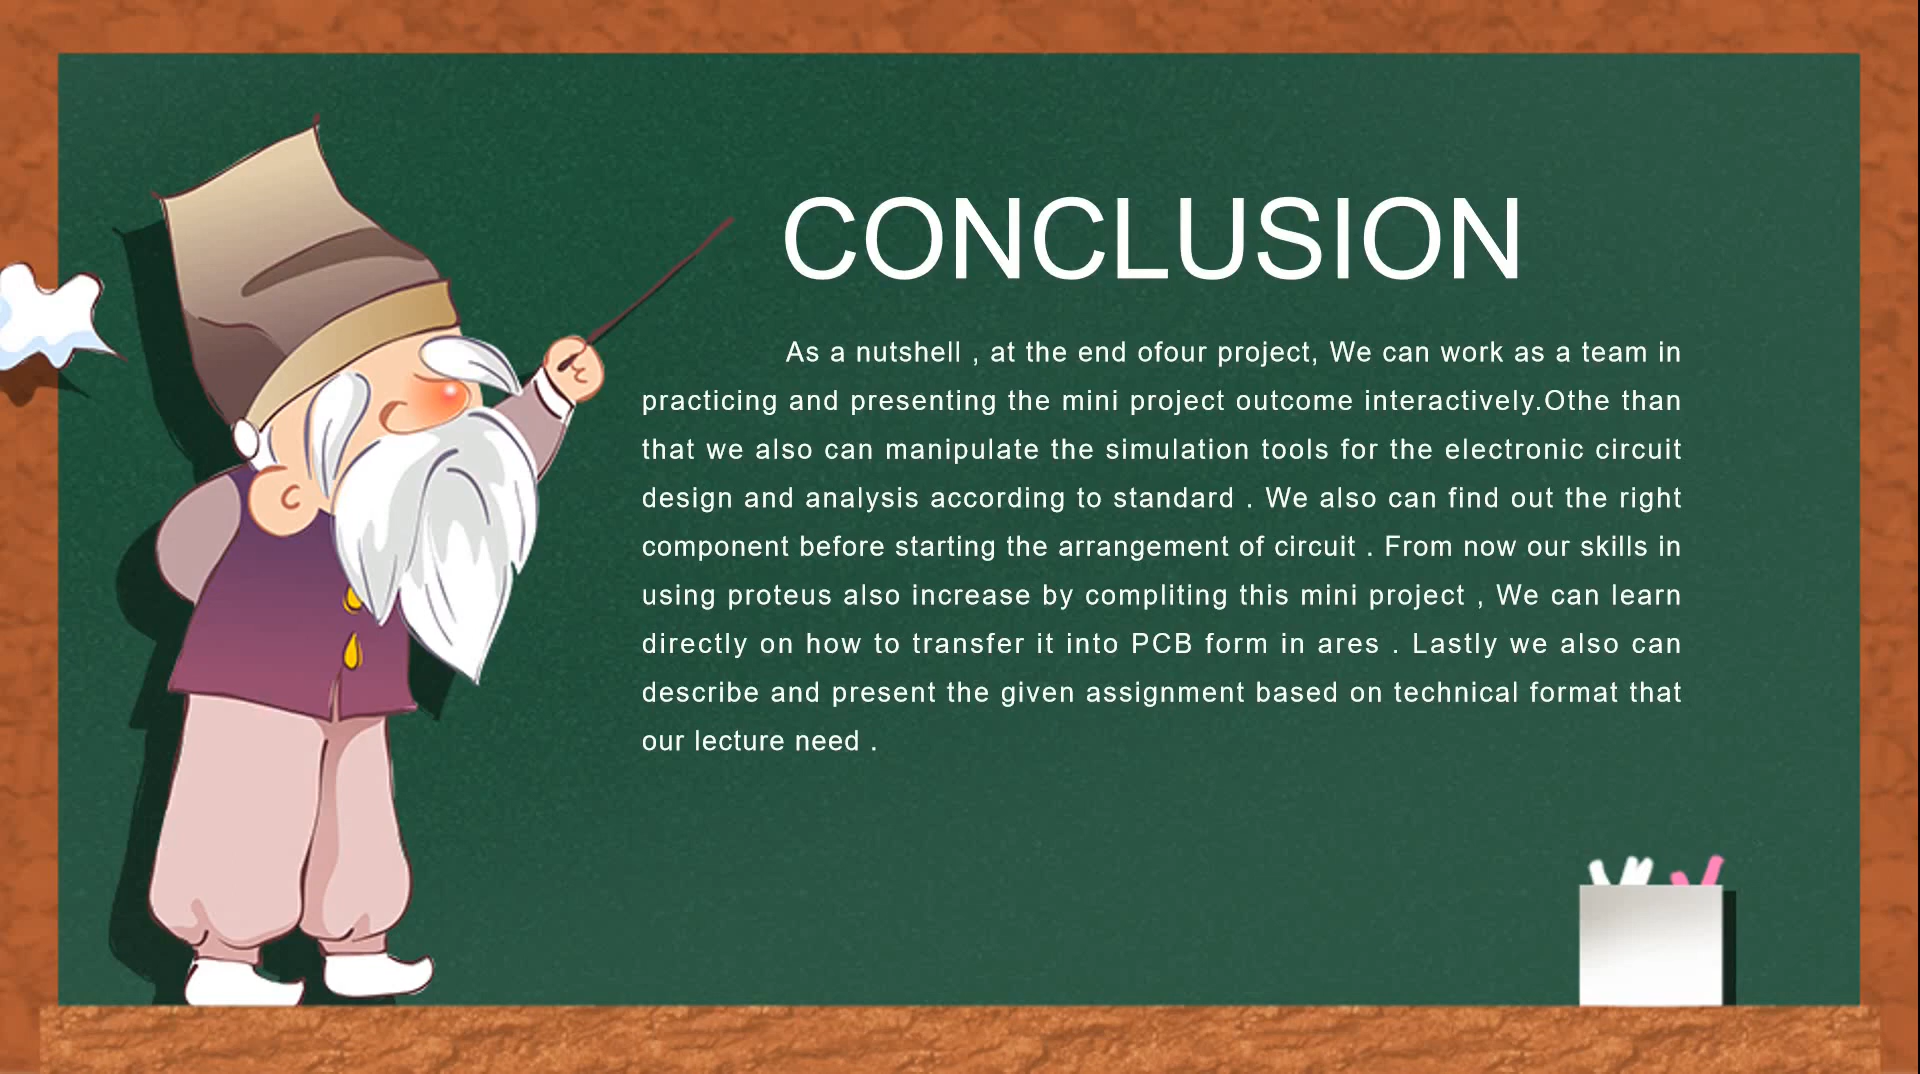 CONCLUSION
As a nutshell , at the end ofour project, We can work as a team in
practicing and presenting the mini project outcome interactively.Othe than
that we also can manipulate the simulation tools for the electronic circuit
design and analysis according to standard . We also can find out the right
component before starting the arrangement of circuit . From now our skills in
using proteus also increase by compliting this mini project , We can learn
directly on how to transfer it into PCB form in ares . Lastly we also can
describe and present the given assignment based on technical format that
our lecture need .